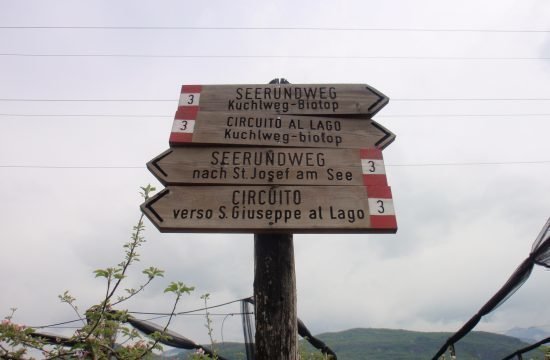 3 SEERUNDWEG
Kuchlweg-Biotop
3 CIRCUITO AL LAGO
Kuchlweg-biotop
SEERUNDWEG 3
nach St. Josef am See
CIRCUITO
verso S. Giuseppe al Lago 3